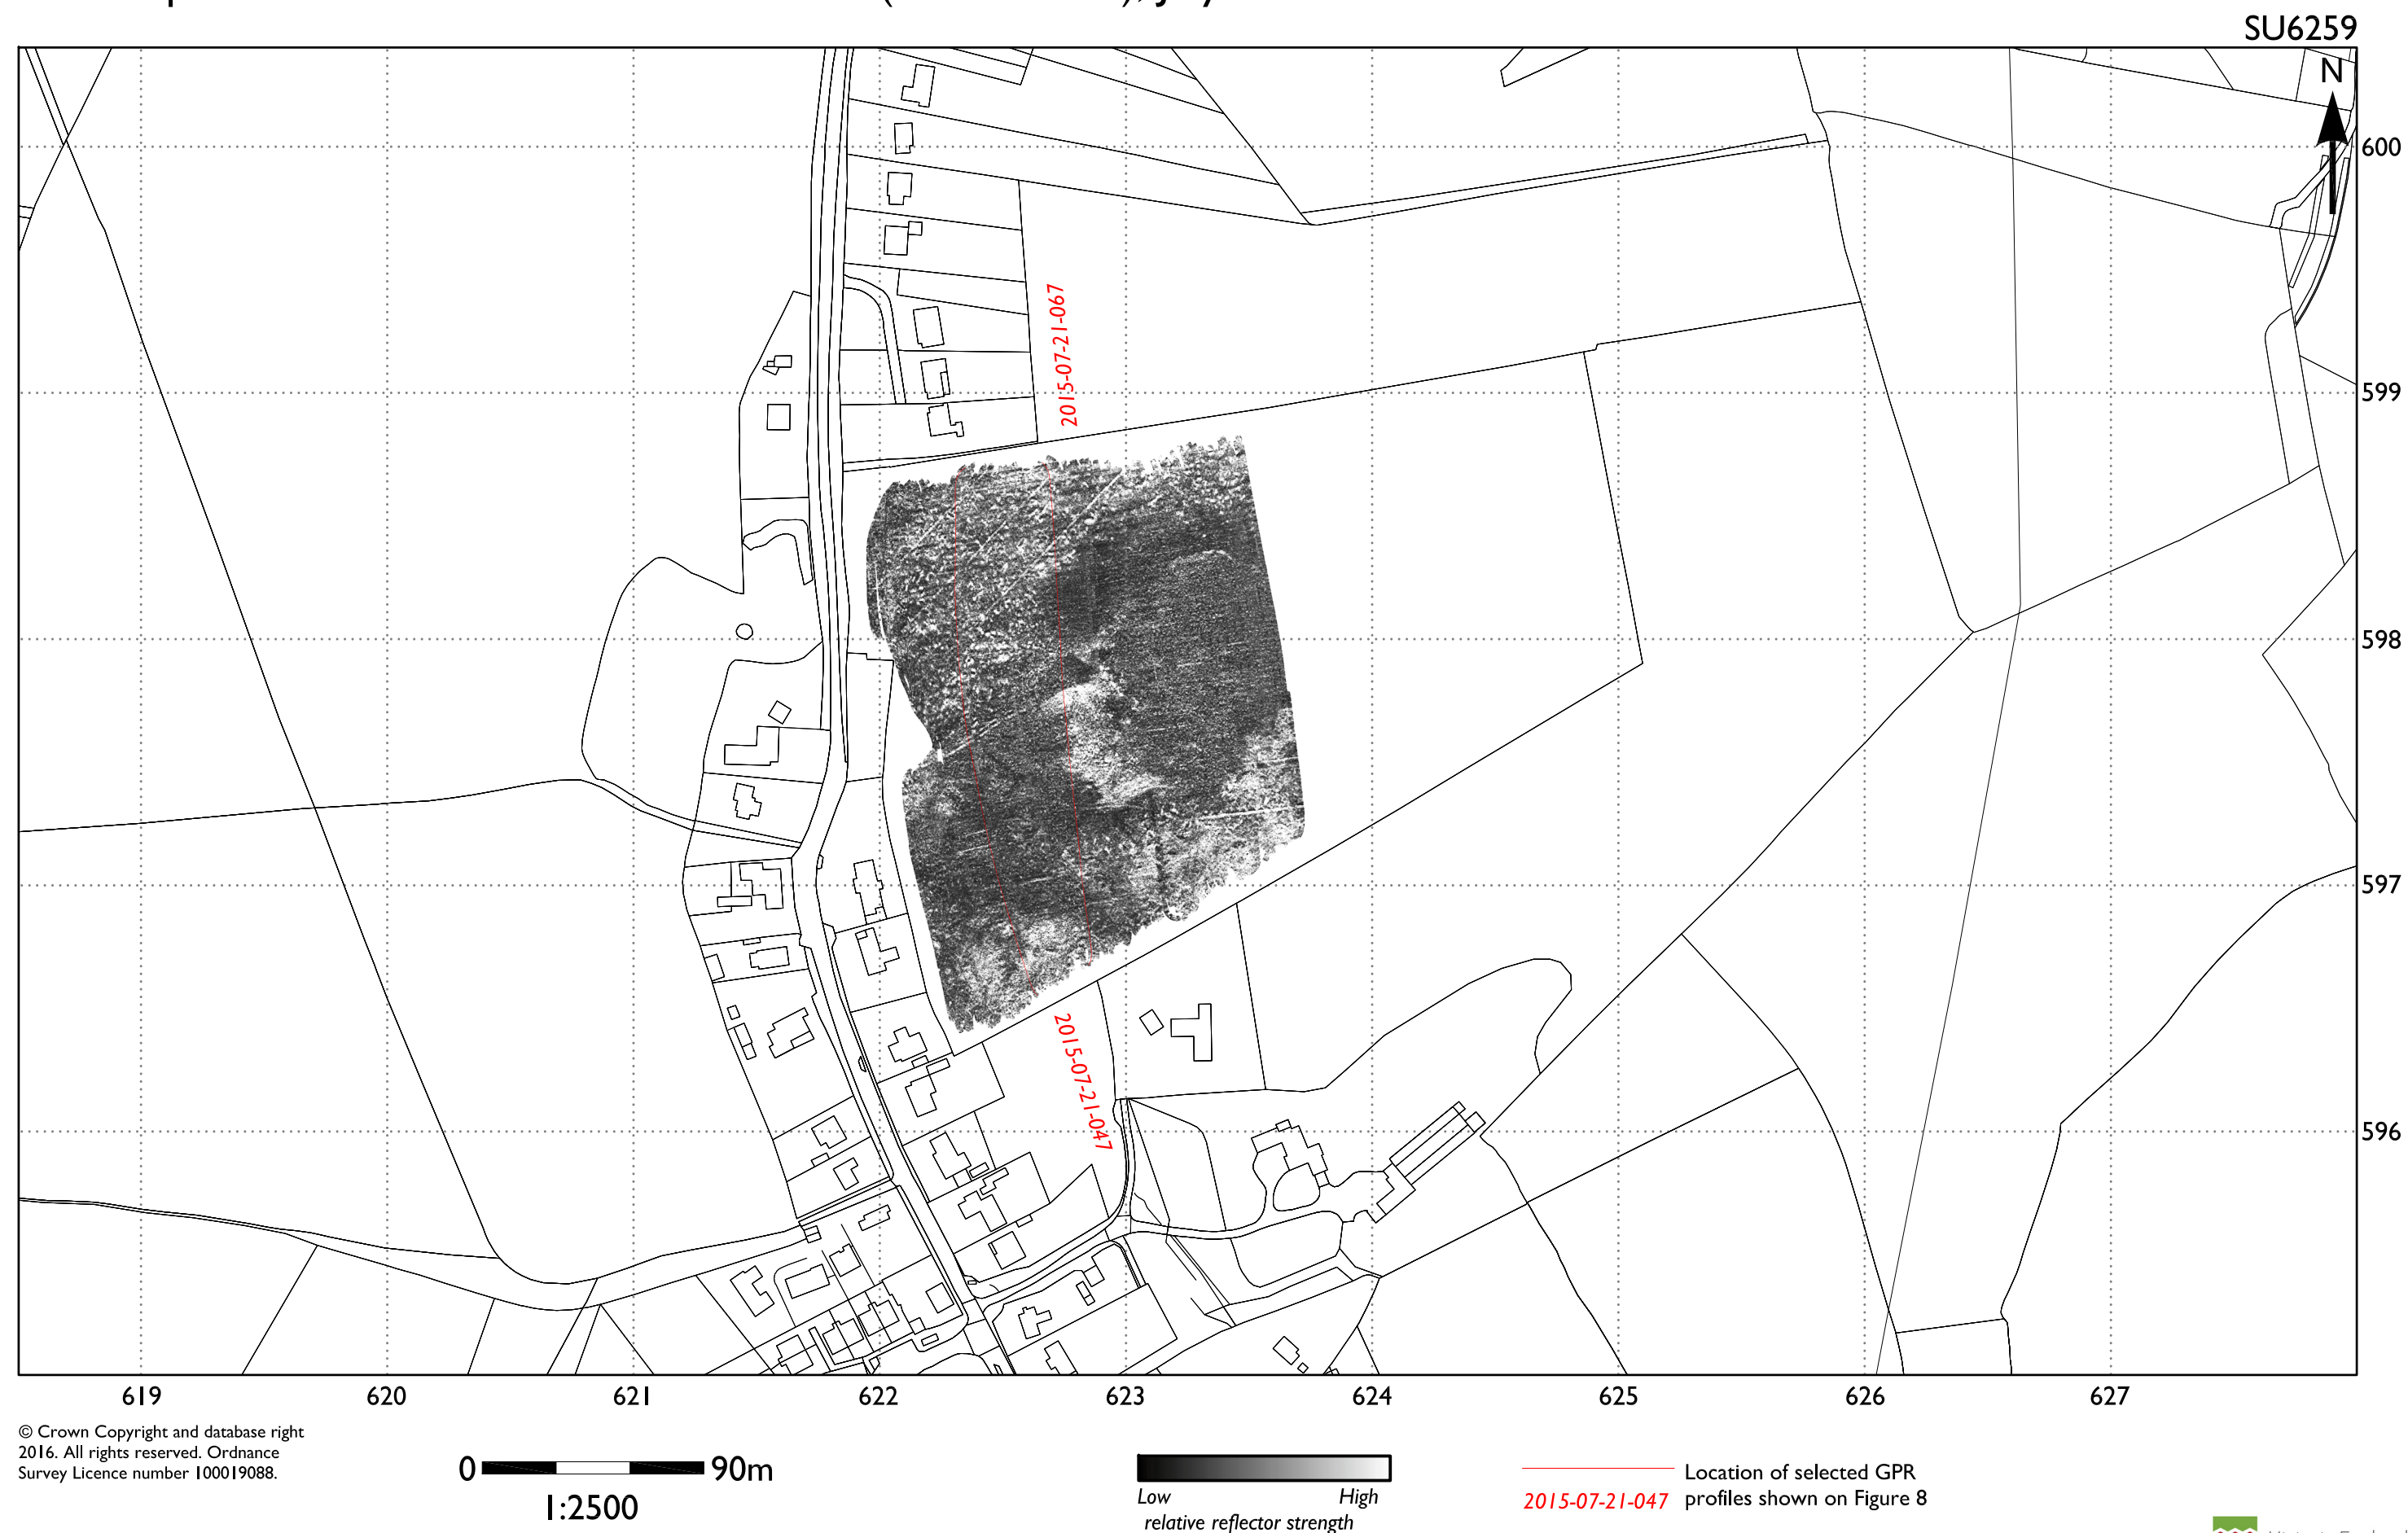 SU6259
N
600
599
598
597
596
2015-07-21-067
2015-07-21-047
619 620 621 622 623 624 625 626 627
© Crown Copyright and database right
2016. All rights reserved. Ordnance
Survey Licence number 100019088.
0 90m
1:2500
Low High
relative reflector strength
Location of selected GPR
2015-07-21-047 profiles shown on Figure 8